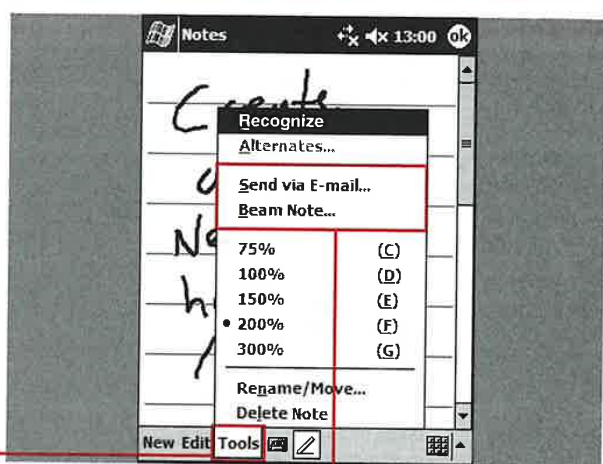 Notes 13:00 ok
Create
Recognize
Alternates...
Send via E-mail...
Beam Note...
75% (C)
100% (D)
150% (E)
200% (F)
300% (G)
Rename/Move...
Delete Note
New Edit Tools